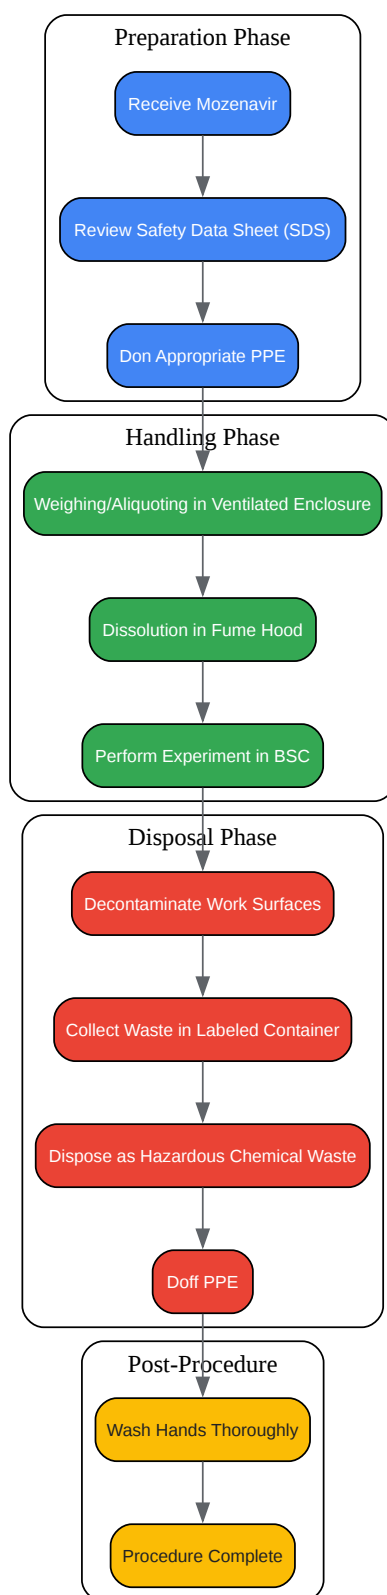 Preparation Phase
Receive Mozenavir
Review Safety Data Sheet (SDS)
Don Appropriate PPE
Handling Phase
Weighing/Aliquoting in Ventilated Enclosure
Dissolution in Fume Hood
Perform Experiment in BSC
Disposal Phase
Decontaminate Work Surfaces
Collect Waste in Labeled Container
Dispose as Hazardous Chemical Waste
Doff PPE
Post-Procedure
Wash Hands Thoroughly
Procedure Complete